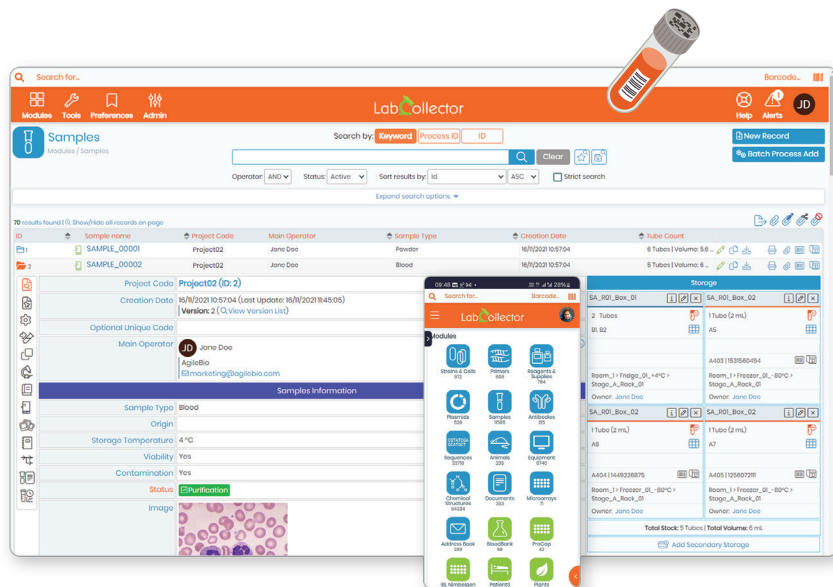 Search for...
Barcode...
Modules Tools Preferences Admin
LabCollector
Help Alerts
1
JD
Samples
Modules / Samples
Search by: Keyword Process ID ID
New Record
Batch Process Add
Clear
Operator: AND Status: Active Sort results by: id ASC Strict search
Expand search options
70 results found | Show/Hide all records on page
ID Sample name Project Code Main Operator Sample Type Creation Date Tube Count
1 SAMPLE_00001 Project02 Jane Doe Powder 16/11/2021 10:57:04 6 Tubes | Volume: 5.6 ...
2 SAMPLE_00002 Project02 Jane Doe Blood 16/11/2021 10:57:04 5 Tubes | Volume: 6 ...
Project Code Project02 (ID: 2)
Creation Date 16/11/2021 10:57:04 (Last Update: 16/11/2021 11:45:05)
Version: 2 (View Version List)
Optional Unique Code
Main Operator JD Jane Doe
AgileBio
marketing@agilebio.com
Samples Information
Sample Type Blood
Origin
Storage Temperature 4 °C
Viability Yes
Contamination Yes
Status Purification
Image
09:48
28%
Search for...
Barcode...
LabCollector
Modules
Strains & Cells Primers Reagents & Supplies
972 784
Plasmids Samples Antibodies
Sequences Animals Equipment
Chemical Structures Documents Microarrays
Address Book BloodBank ProCap
Patients Plants
Storage
SA_R01_Box_01 SA_R01_Box_02
2 Tubes 1 Tube (2 mL)
B1, B2 A5
A403 | 1531560494
Room_1> Fridge_01_+4°C>
Stage_A_Rack_01
Owner: Jane Doe
Room_1> Freezer_01_-80°C>
Stage_A_Rack_01
Owner: Jane Doe
SA_R01_Box_02 SA_R01_Box_02
1 Tube (2 mL) 1 Tube (2 mL)
A6 A7
A404 | 1449226875 A405 |
Room_1> Freezer_01_-80°C> Room_1> Freezer_01_-80°C>
Stage_A_Rack_01 Stage_A_Rack_01
Owner: Jane Doe Owner: Jane Doe
Total Stock: 5 Tubes | Total Volume: 6 mL
Add Secondary Storage